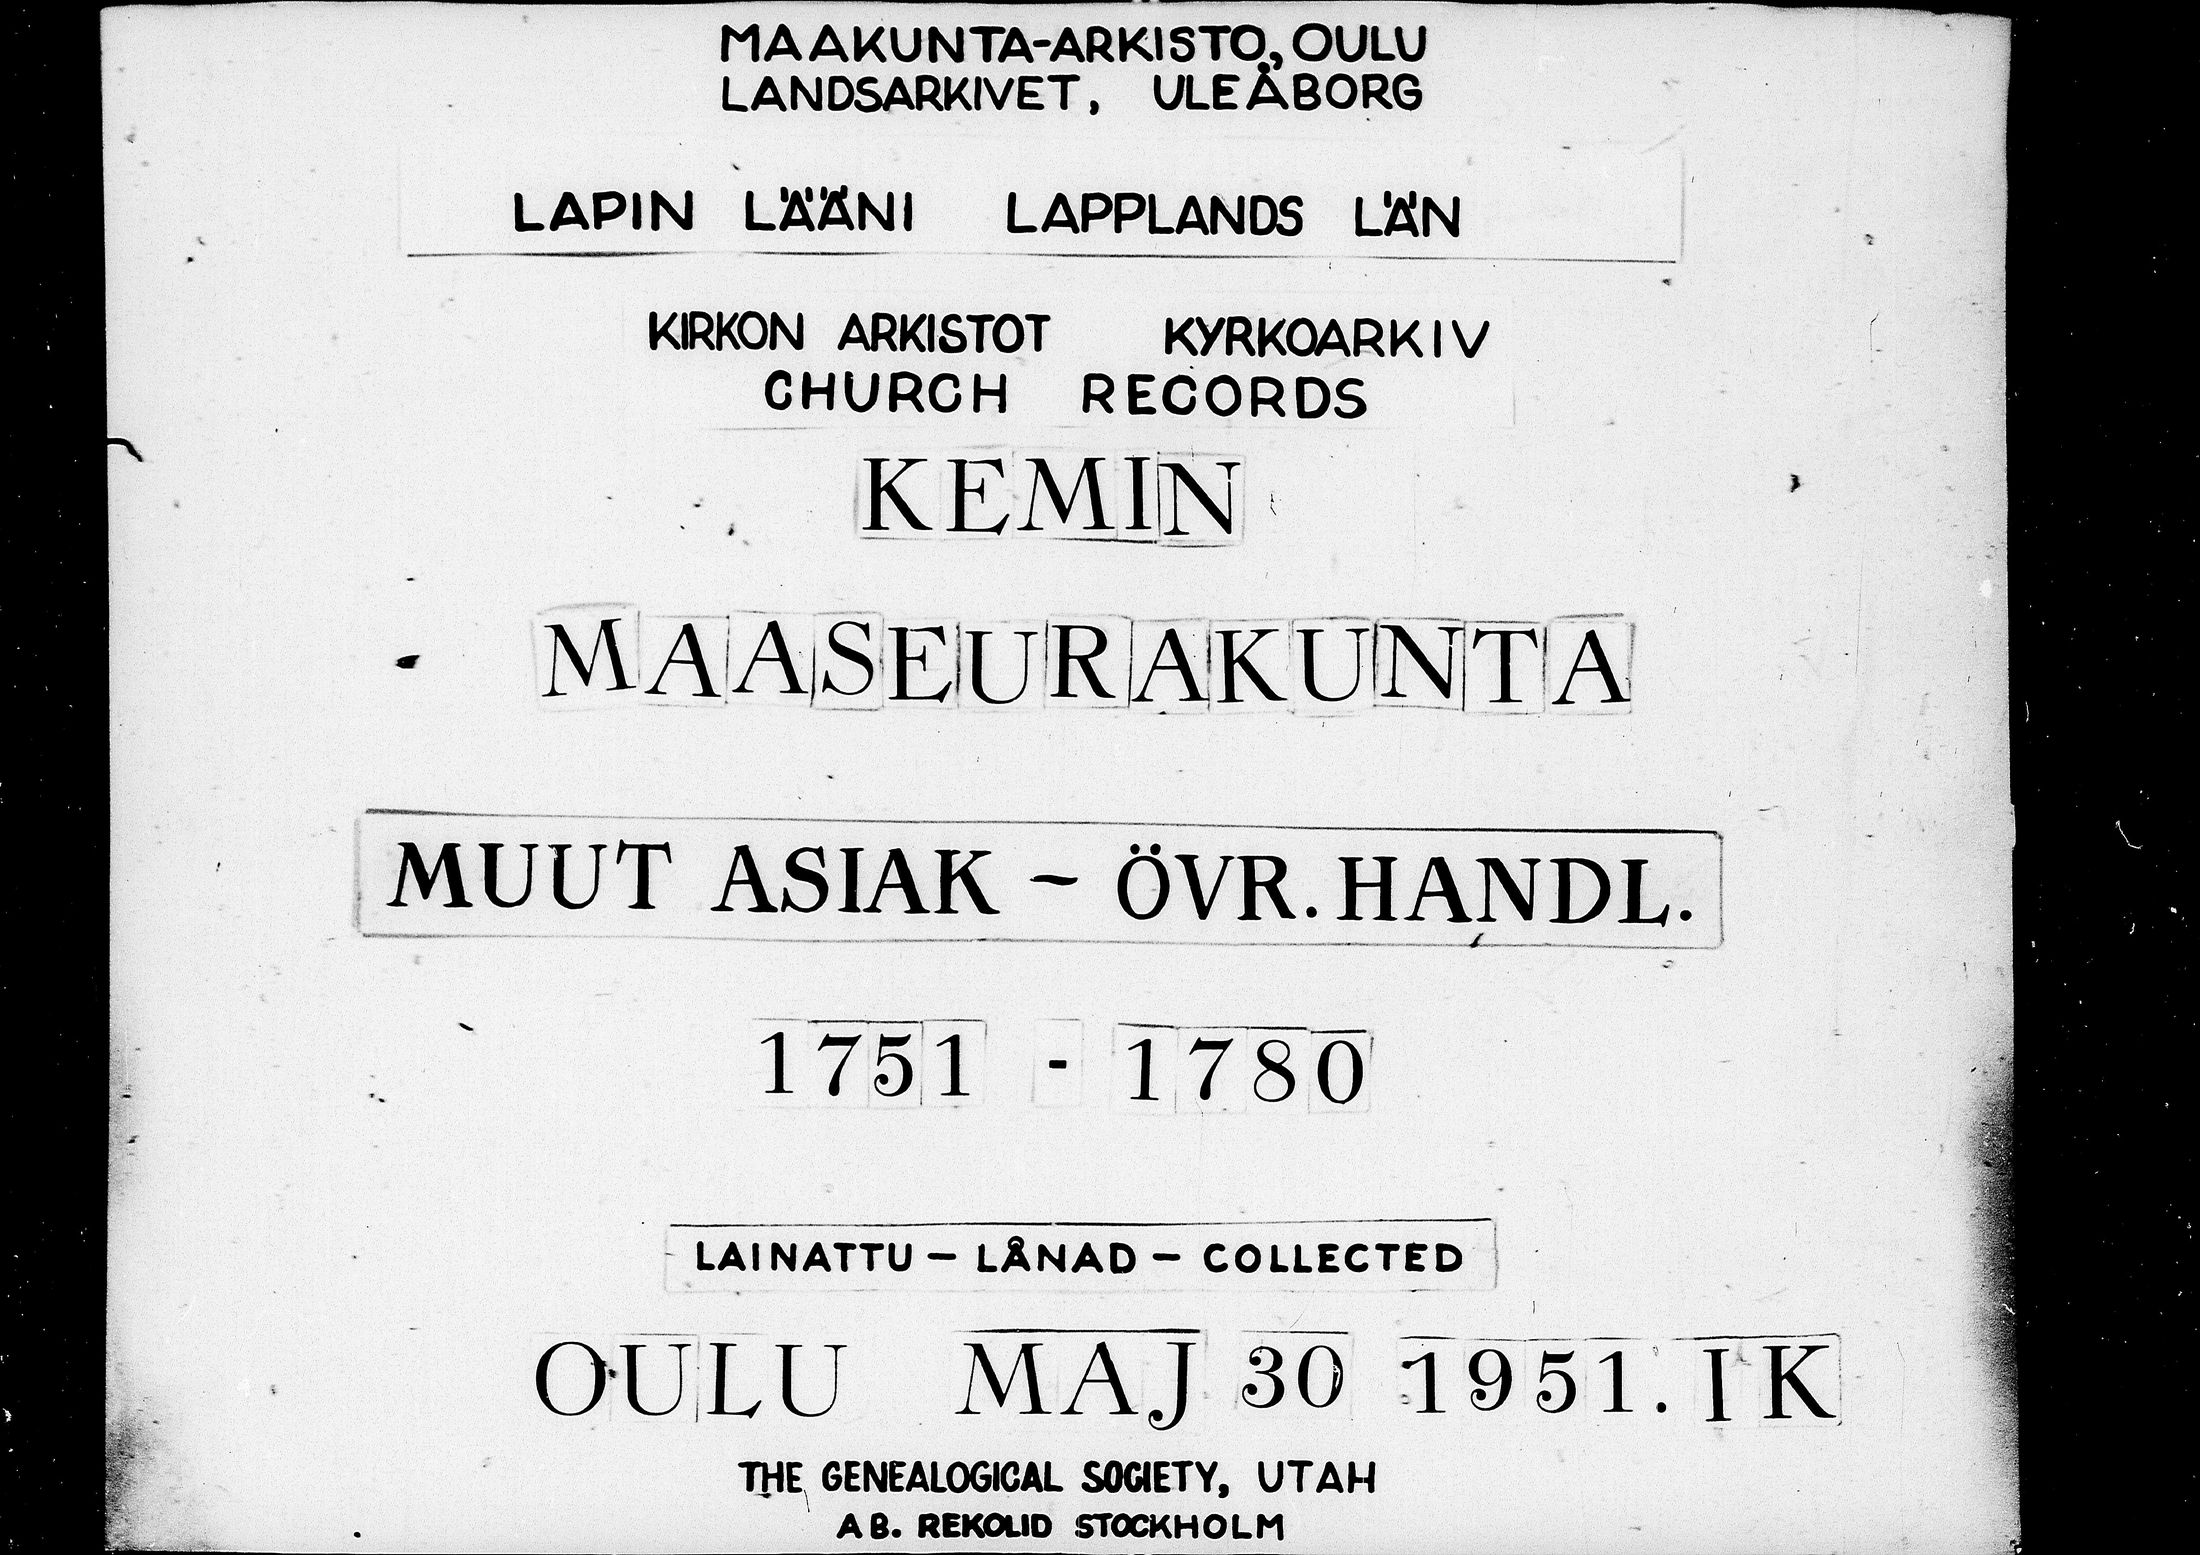 MAAKUNTA-ARKISTO, OULU
LANDSARKIVET, ULEÅBORG
LAPIN LÄÄNI LAPPLANDS LÄN
KIRKON ARKISTOT KYRKOARKIV
CHURCH RECORDS
KEMIN
MAASEURAKUNTA
MUUT ASIAK - ÖVR. HANDL.
1751 - 1780
LAINATTU - LÅNAD - COLLECTED
OULU MAJ 30 1951. IK
THE GENEALOGICAL SOCIETY, UTAH
AB. REKOLID STOCKHOLM